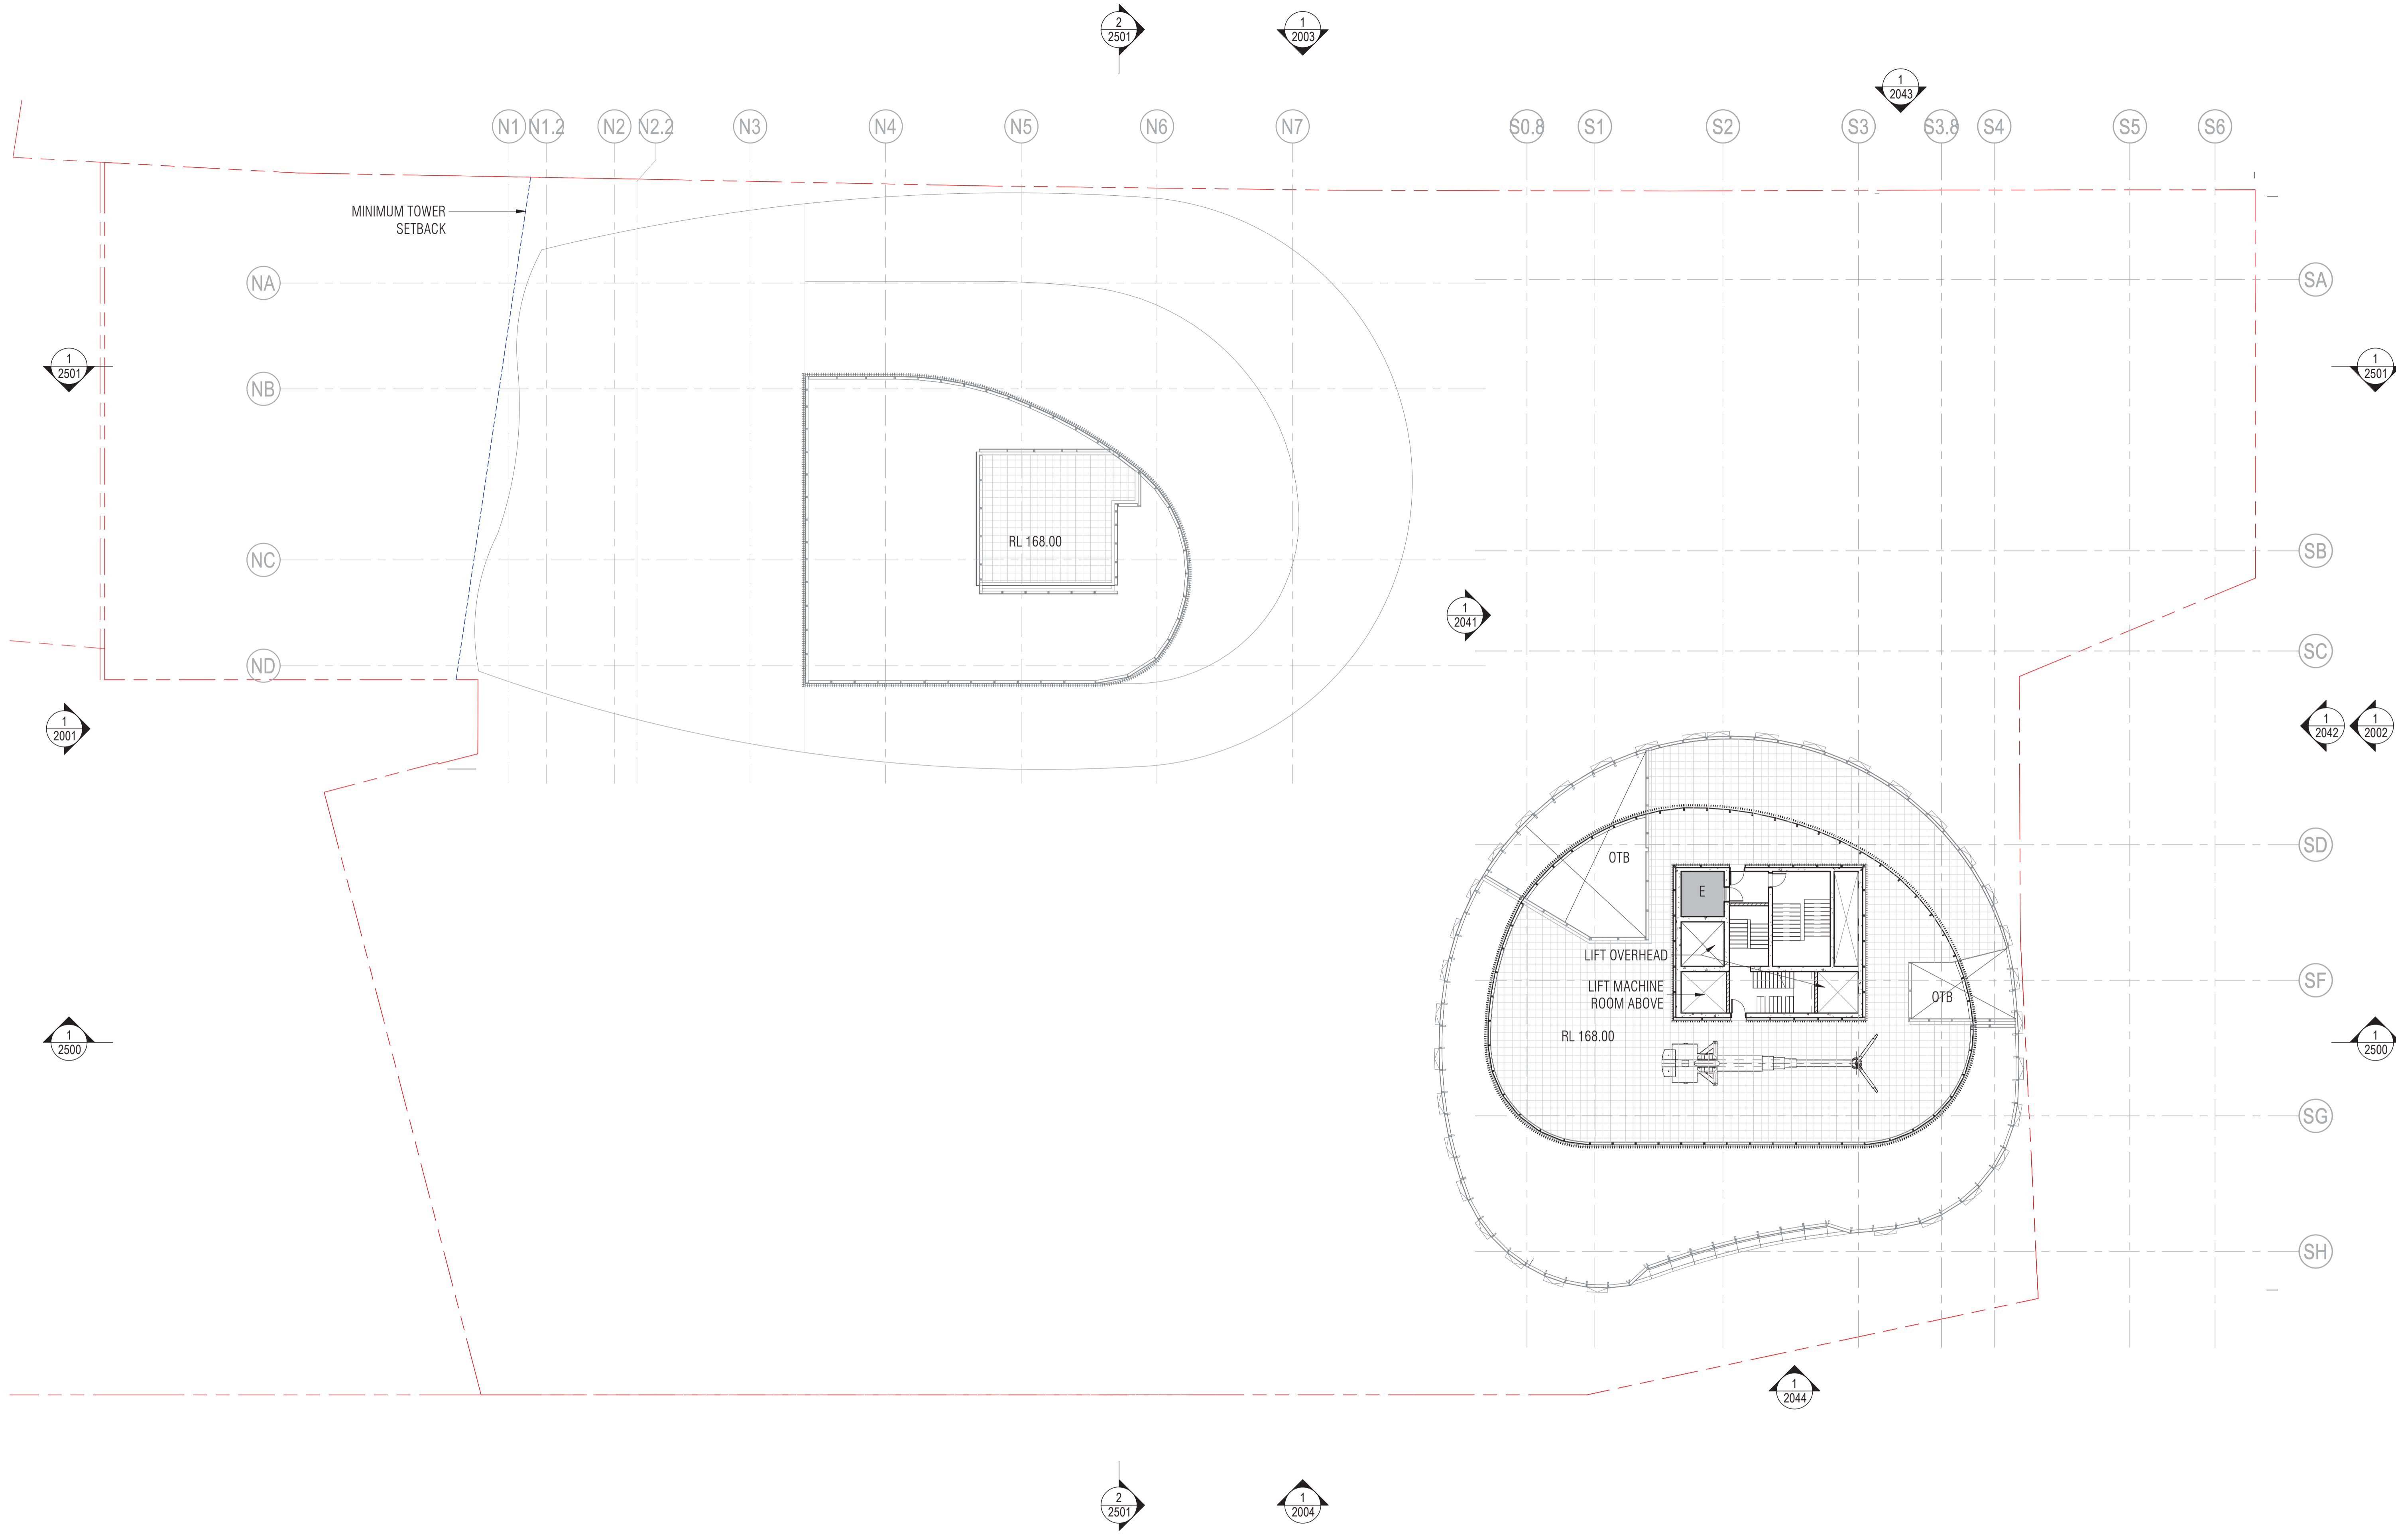 2
2501
1
2003
1
2043
N1
N1.2
N2
N2.2
N3
N4
N5
N6
N7
S0.8
S1
S2
S3
S3.8
S4
S5
S6
MINIMUM TOWER
SETBACK
NA
SA
1
2501
1
2501
NB
RL 168.00
NC
SB
1
2041
ND
SC
1
2001
1
2042
1
2002
OTB
SD
E
LIFT OVERHEAD
LIFT MACHINE
ROOM ABOVE
OTB
SF
RL 168.00
1
2500
1
2500
SG
SH
1
2044
2
2501
1
2004